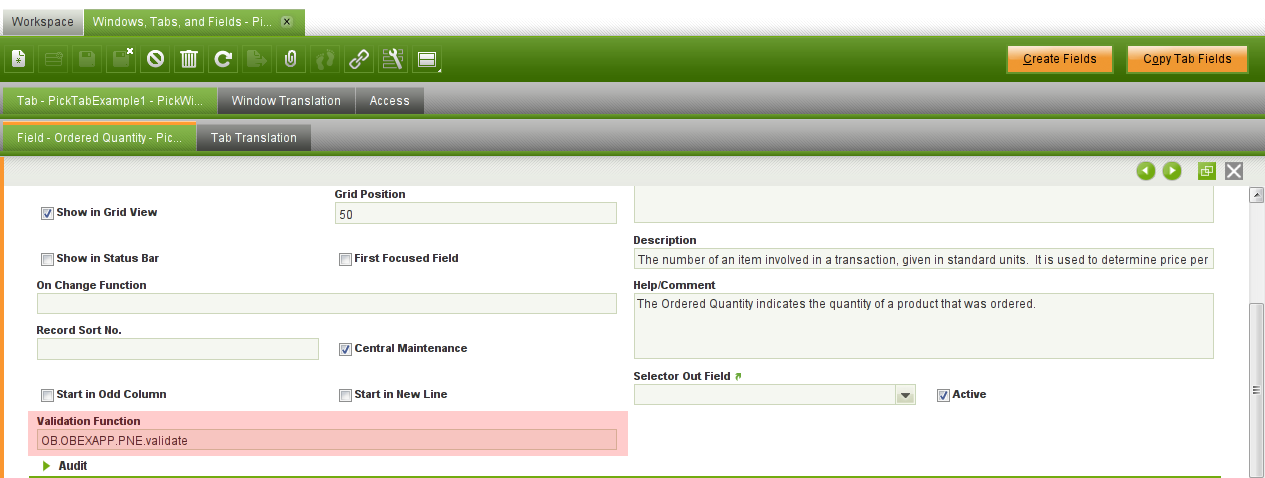 Workspace
Windows, Tabs, and Fields - Pi...
Create Fields
Copy Tab Fields
Tab - PickTabExample1 - PickWi...
Window Translation
Access
Field - Ordered Quantity - Pic...
Tab Translation
Grid Position
Show in Grid View
50
Description
Show in Status Bar
First Focused Field
The number of an item involved in a transaction, given in standard units.  It is used to determine price per
On Change Function
Help/Comment
The Ordered Quantity indicates the quantity of a product that was ordered.
Record Sort No.
Central Maintenance
Selector Out Field
Start in Odd Column
Start in New Line
Active
Validation Function
OB.OBEXAPP.PNE.validate
Audit